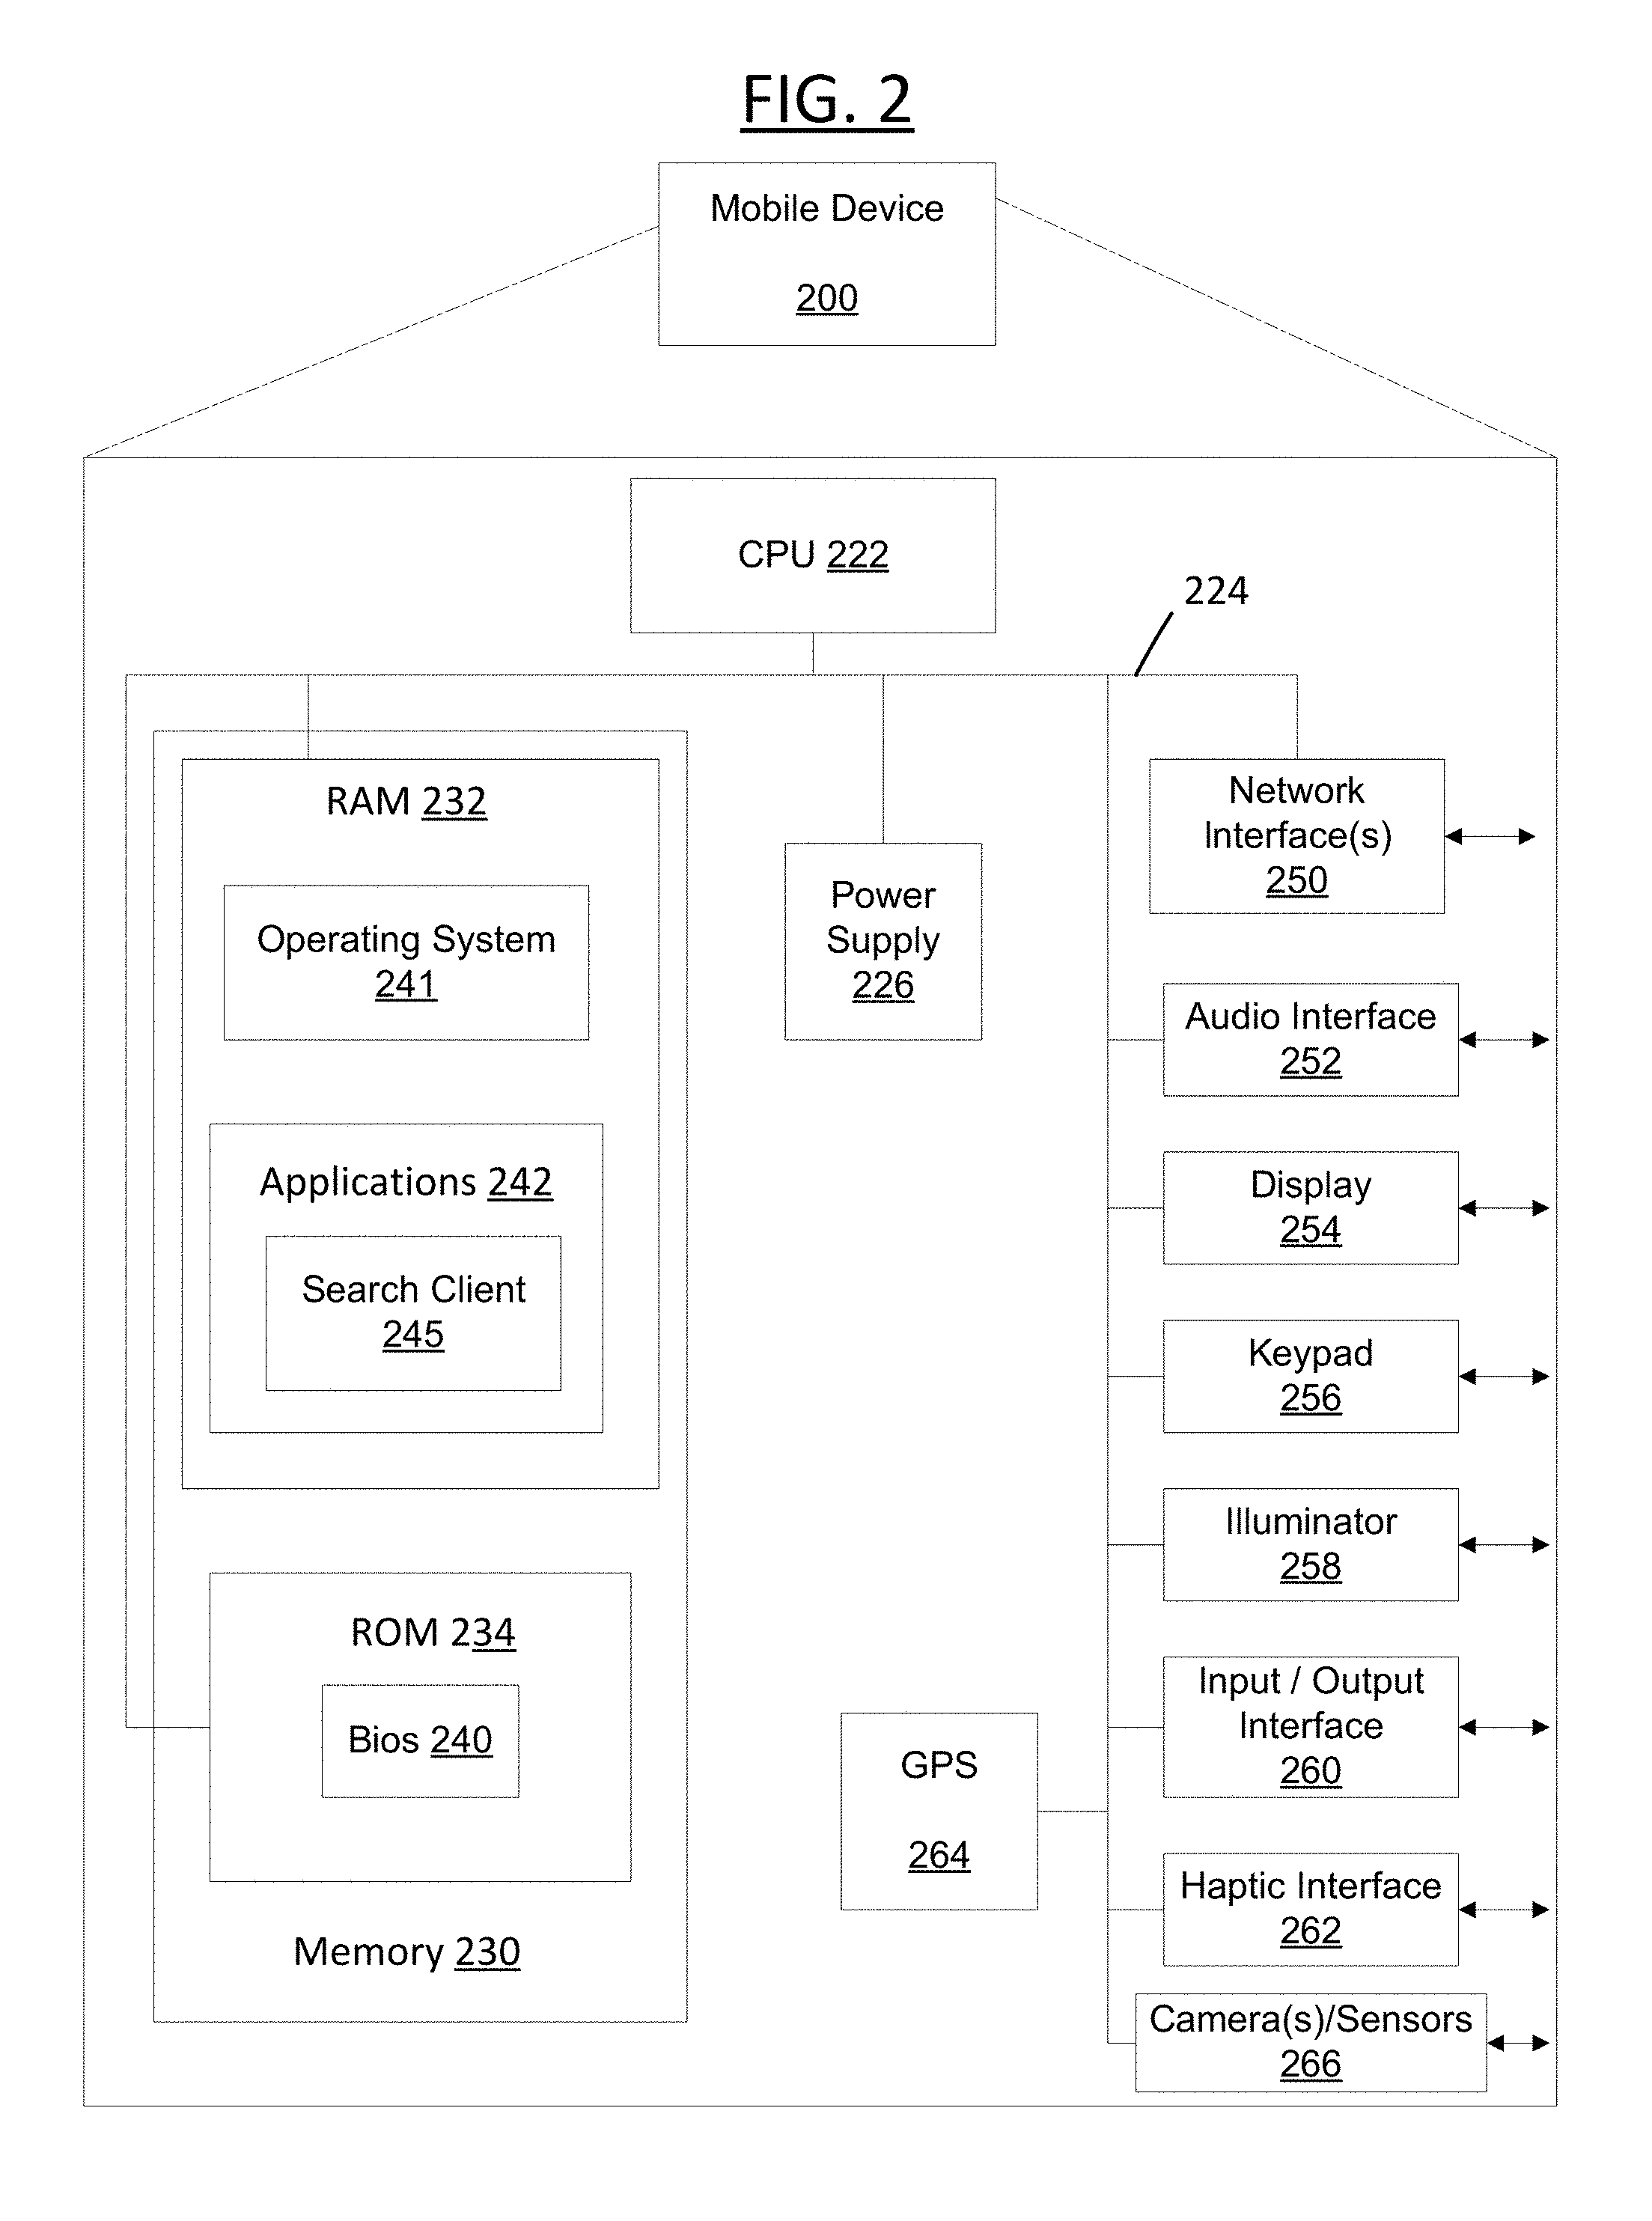 FIG. 2
Mobile Device
200
CPU 222
224
RAM 232
Operating System
241
Applications 242
Search Client
245
ROM 234
Bios 240
Memory 230
Power
Supply
226
GPS
264
Network
Interface(s)
250
Audio Interface
252
Display
254
Keypad
256
Illuminator
258
Input / Output
Interface
260
Haptic Interface
262
Camera(s)/Sensors
266